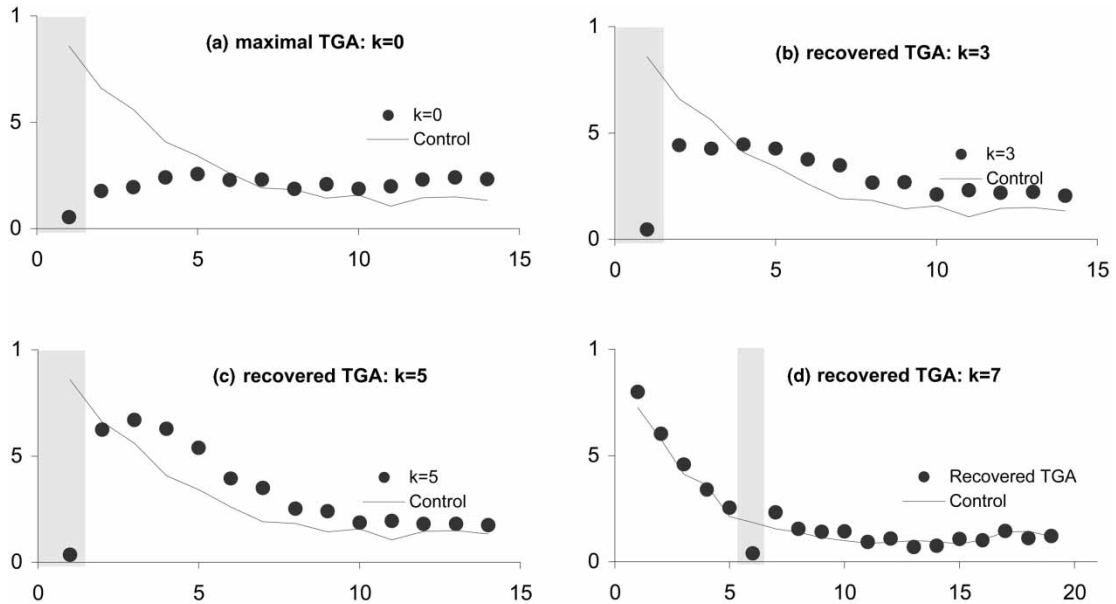 (a) maximal TGA: k=0
1
5
0
0 5 10 15
k=0
Control
(b) recovered TGA: k=3
1
5
0
0 5 10 15
k=3
Control
(c) recovered TGA: k=5
1
5
0
0 5 10 15
k=5
Control
(d) recovered TGA: k=7
1
5
0
0 5 10 15 20
Recovered TGA
Control